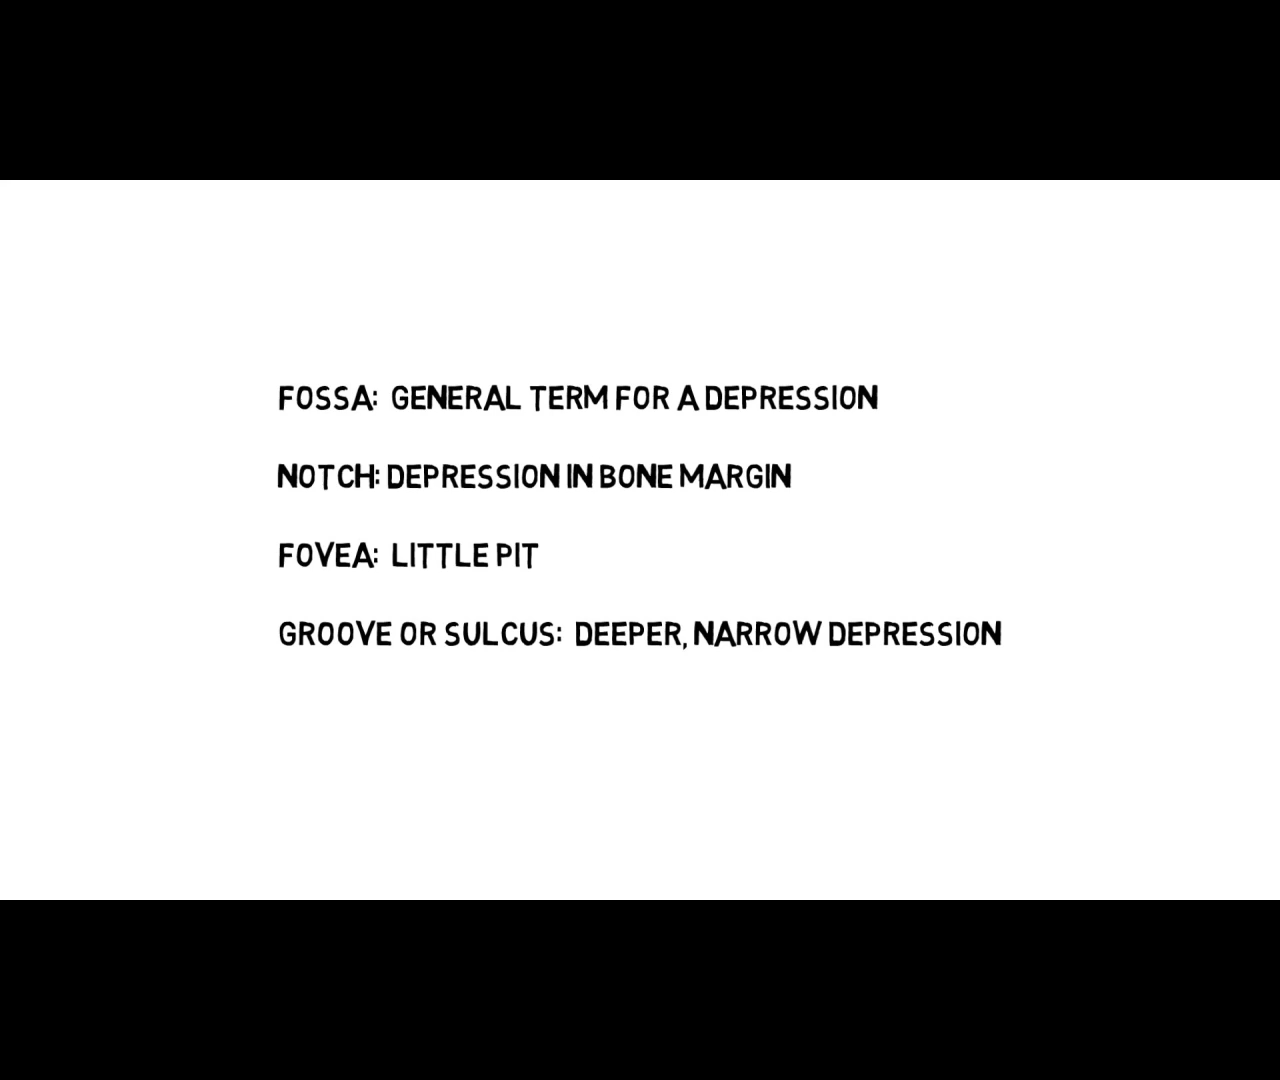 FOSSA: GENERAL TERM FOR A DEPRESSION
NOTCH: DEPRESSION IN BONE MARGIN
FOVEA: LITTLE PIT
GROOVE OR SULCUS: DEEPER, NARROW DEPRESSION